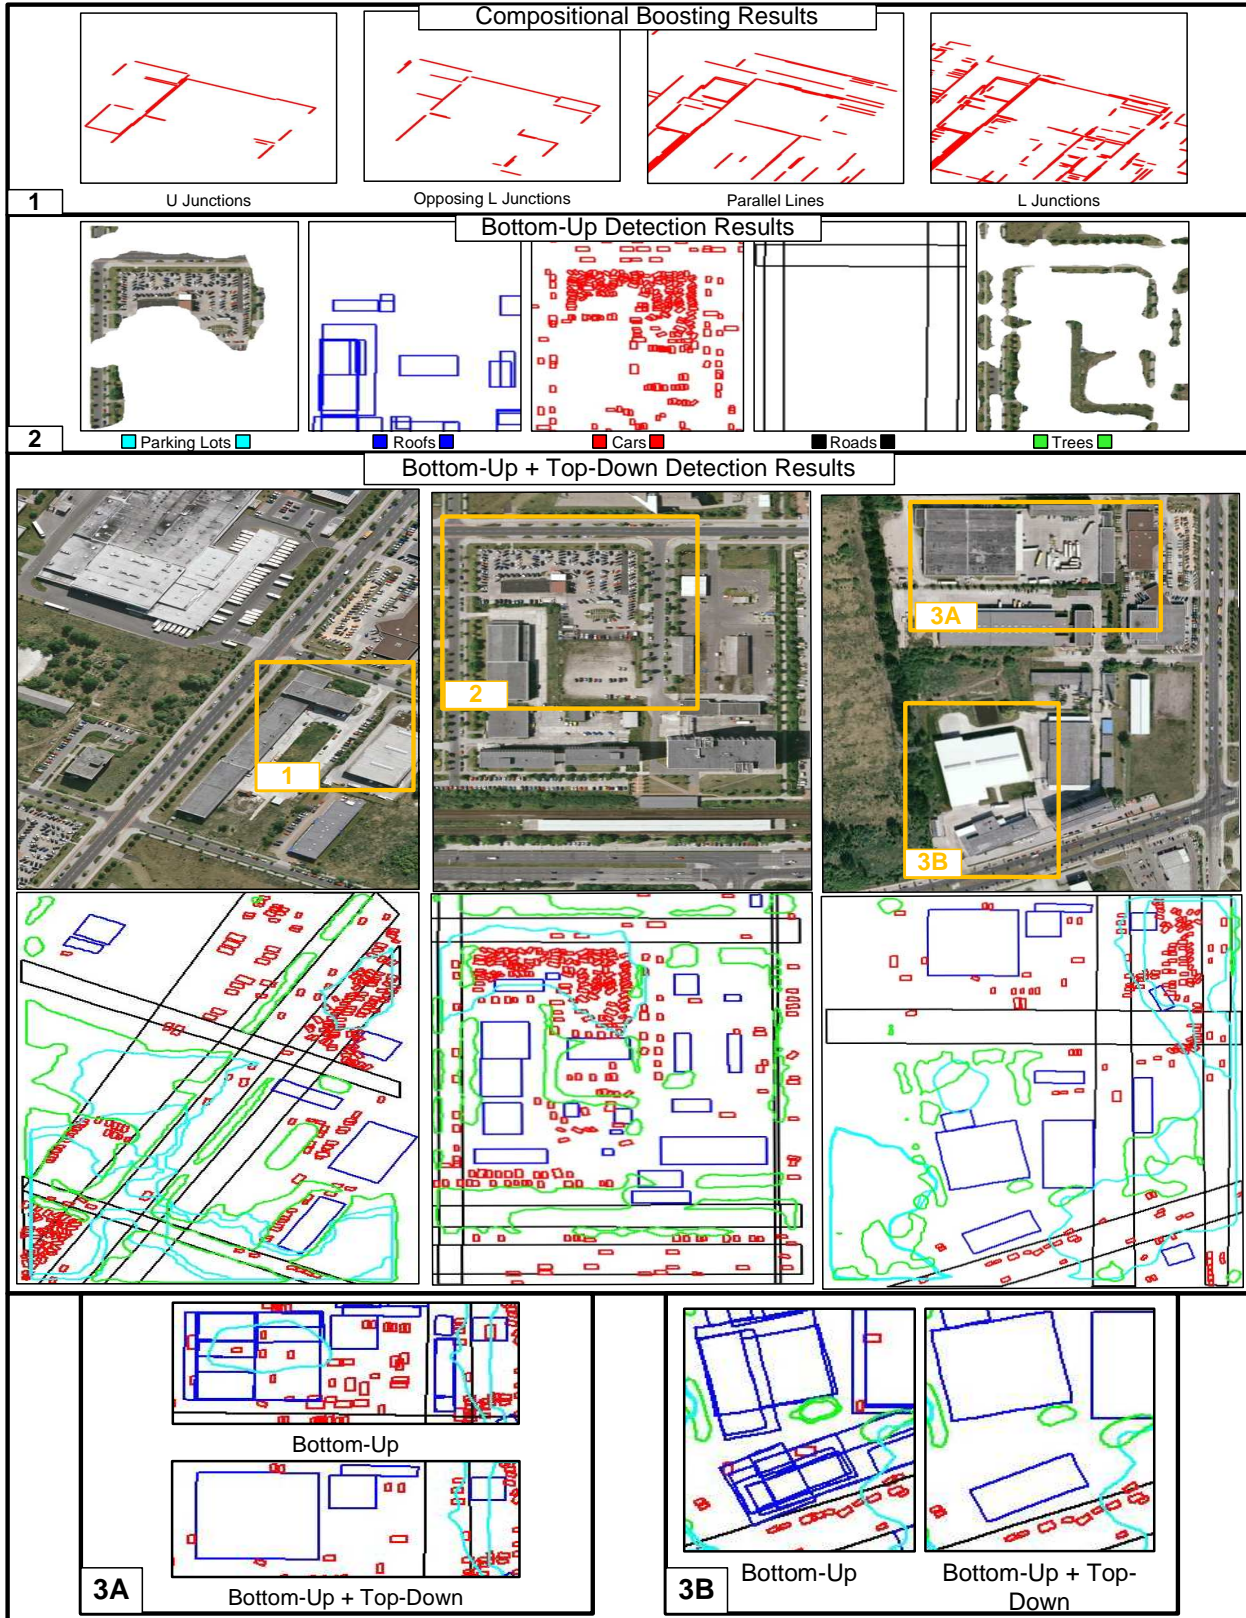 Compositional Boosting Results
U Junctions
Opposing L Junctions
Parallel Lines
L Junctions
1
Bottom-Up Detection Results
Parking Lots
Roofs
Cars
Roads
Trees
2
Bottom-Up + Top-Down Detection Results
1
2
3A
3B
Bottom-Up
Bottom-Up + Top-Down
3A
Bottom-Up
Bottom-Up + Top-
Down
3B